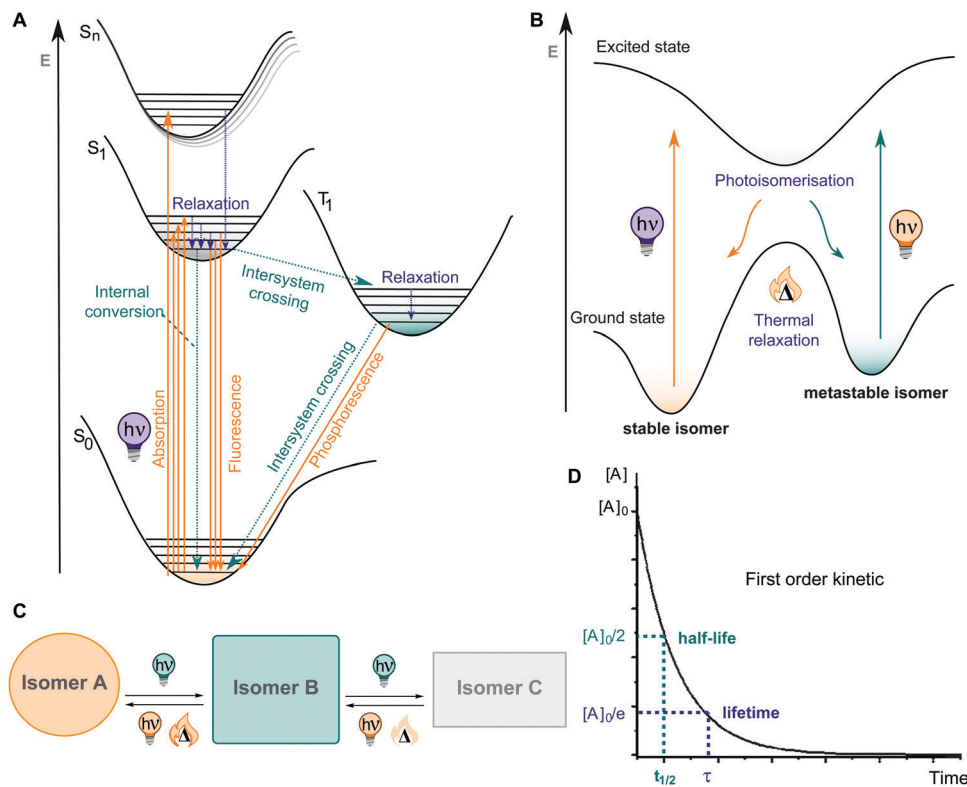 A
E
Sn
S1
Relaxation
T1
Intersystem
crossing
Relaxation
Internal
conversion
hν
Absorption
Fluorescence
Intersystem crossing
Phosphorescence
S0
B
E
Excited state
Photoisomerisation
hν
hν
Δ
Ground state
Thermal
relaxation
metastable isomer
stable isomer
C
Isomer A
hν
hν
Δ
Isomer B
hν
hν
Δ
Isomer C
D
[A]
[A]0
First order kinetic
[A]0/2
half-life
[A]0/e
lifetime
t1/2
τ
Time